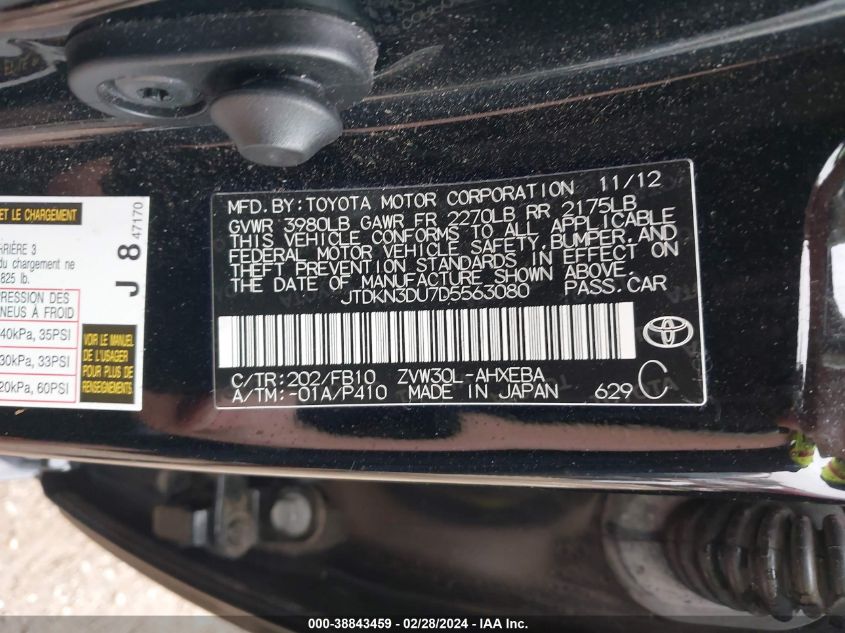 MFD. BY: TOYOTA MOTOR CORPORATION 11/12
GVWR 3980LB GAWR FR 2270LB RR 2175LB
THIS VEHICLE CONFORMS TO ALL APPLICABLE
FEDERAL MOTOR VEHICLE SAFETY, BUMPER, AND
THEFT PREVENTION STANDARDS IN EFFECT ON
THE DATE OF MANUFACTURE SHOWN ABOVE.
JTDKN3DU7D5563080 PASS.CAR
C/TR:202/FB10 ZVW30L-AHXEBA
A/TM:-01A/P410 MADE IN JAPAN 629 C
ET LE CHARGEMENT
RRIÈRE 3
du chargement ne
825 lb.
PRESSION DES
NEUS À FROID
40kPa, 35PSI
30kPa, 33PSI
20kPa, 60PSI
VOIR LE MANUEL
DE L'USAGER
POUR PLUS DE
RENSEIGNEMENTS
J 8 47170
000-38843459 - 02/28/2024 - IAA Inc.